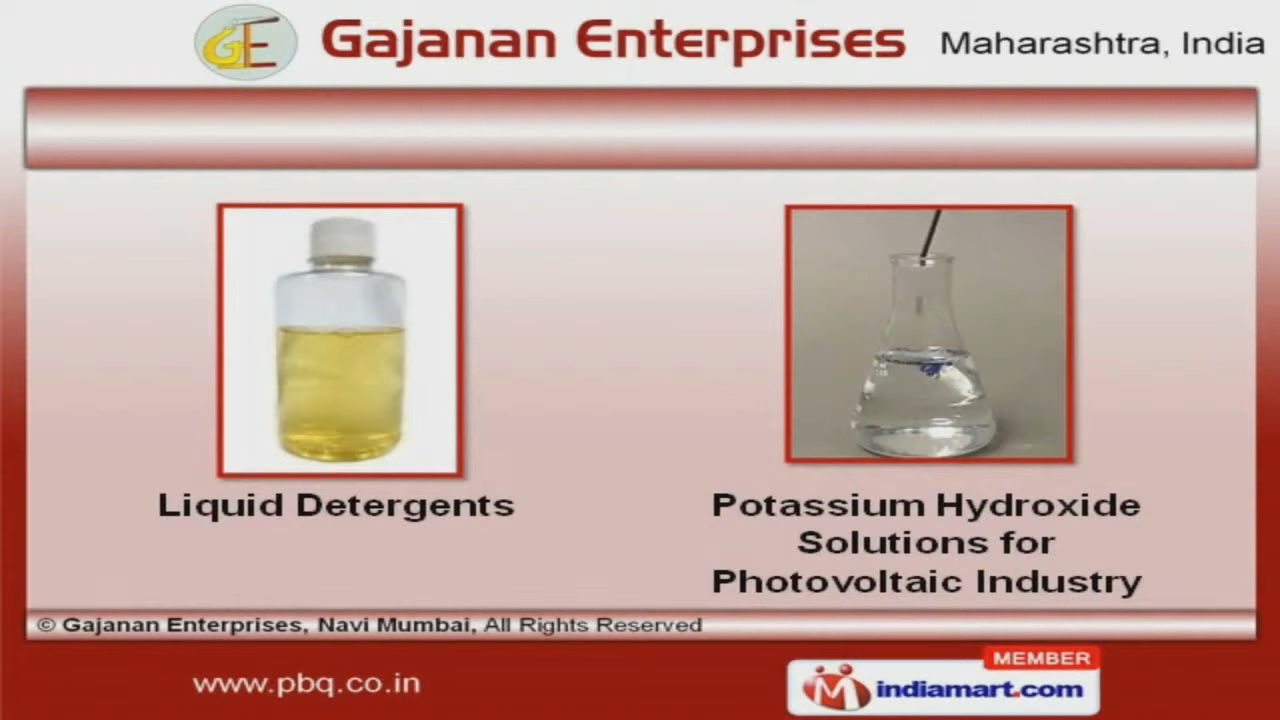 GE
Gajanan Enterprises
Maharashtra, India
Liquid Detergents
Potassium Hydroxide
Solutions for
Photovoltaic Industry
© Gajanan Enterprises, Navi Mumbai, All Rights Reserved
www.pbq.co.in
MEMBER
indiamart.com